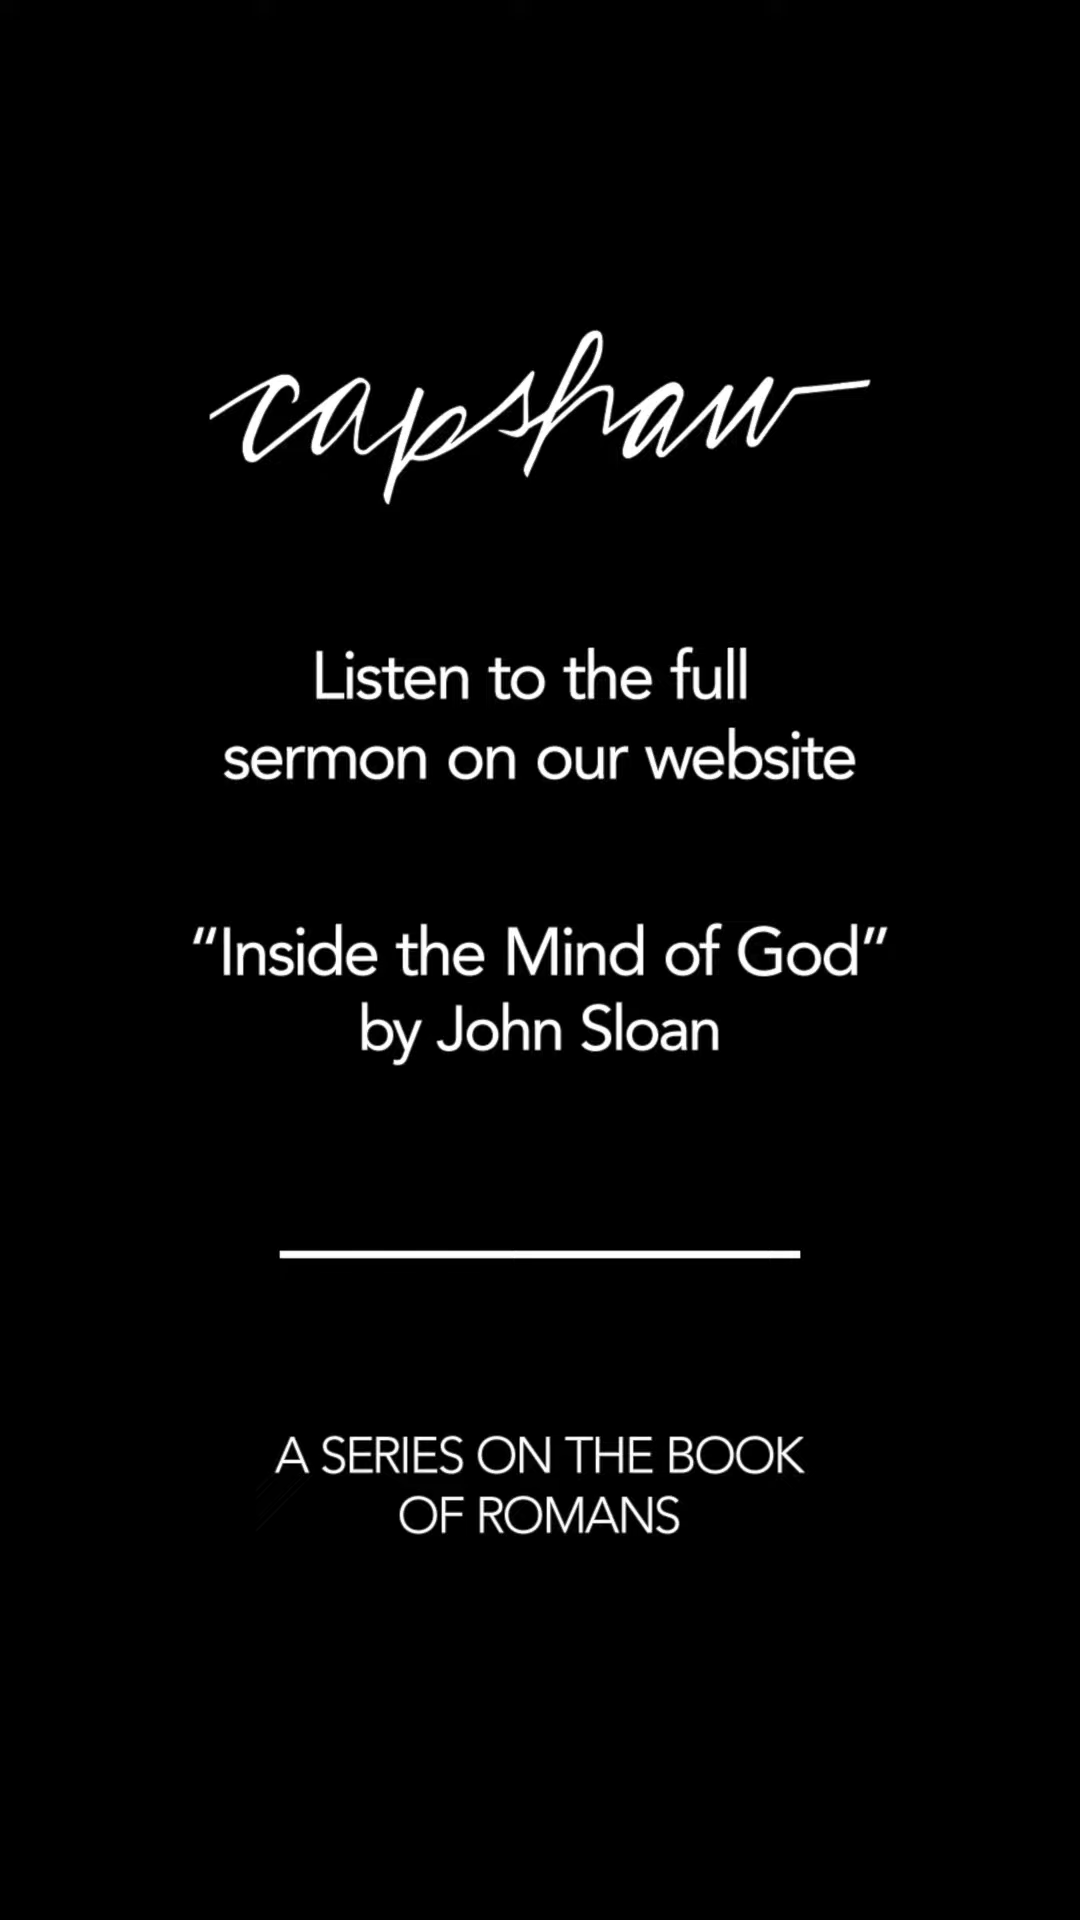 capshaw
Listen to the full
sermon on our website
“Inside the Mind of God”
by John Sloan
A SERIES ON THE BOOK
OF ROMANS